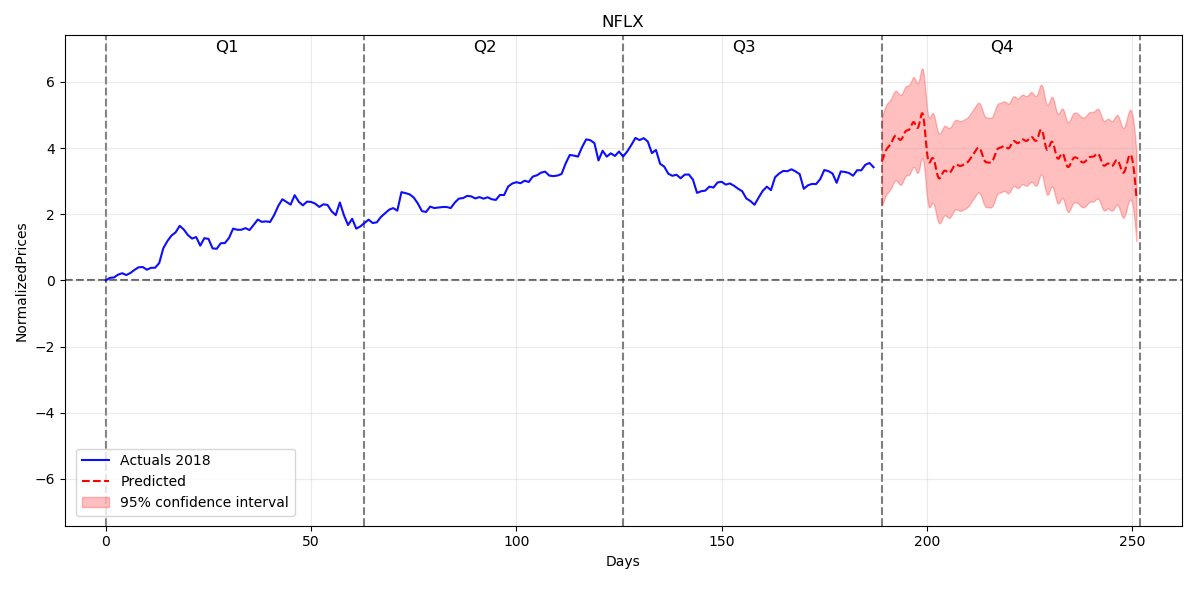 NFLX
Q1 Q2 Q3 Q4
NormalizedPrices
6
4
2
0
−2
−4
−6
Actuals 2018
Predicted
95% confidence interval
0 50 100 150 200 250
Days